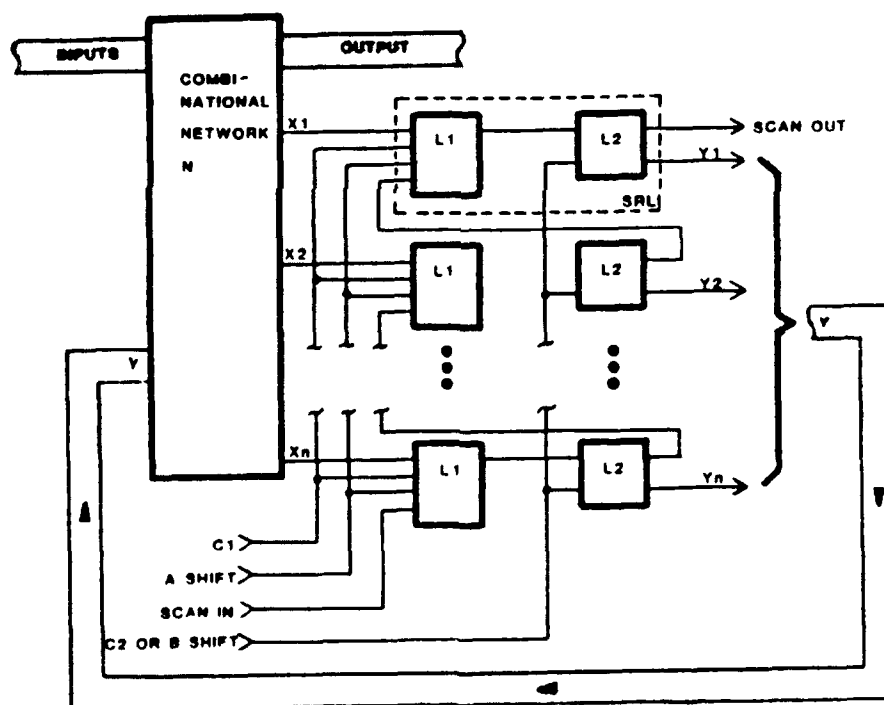 INPUTS
OUTPUT
COMBI-
NATIONAL
NETWORK
N
X1
L1
L2
SCAN OUT
Y1
SRL
X2
L1
L2
Y2
Y
Y
Xn
L1
L2
Yn
C1
A SHIFT
SCAN IN
C2 OR B SHIFT